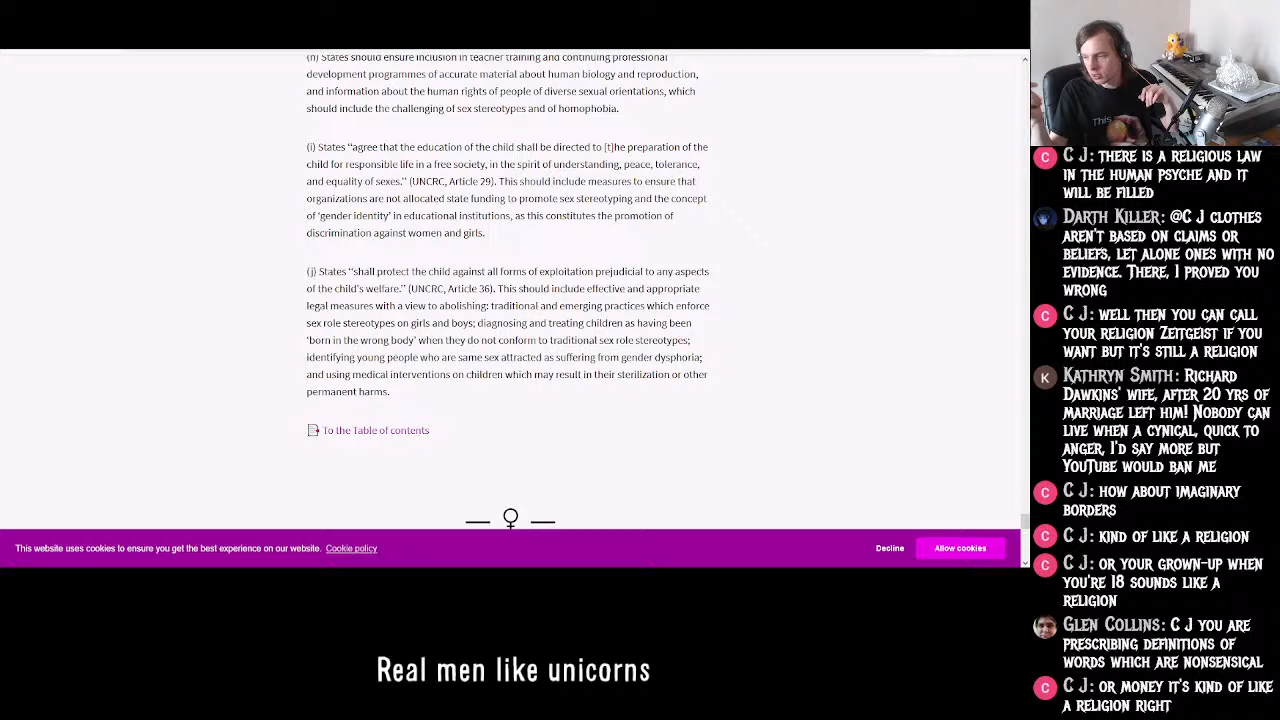 (h) States should ensure inclusion in teacher training and continuing professional
development programmes of accurate material about human biology and reproduction,
and information about the human rights of people of diverse sexual orientations, which
should include the challenging of sex stereotypes and of homophobia.
(i) States “agree that the education of the child shall be directed to [t]he preparation of the
child for responsible life in a free society, in the spirit of understanding, peace, tolerance,
and equality of sexes.” (UNCRC, Article 29). This should include measures to ensure that
organizations are not allocated state funding to promote sex stereotyping and the concept
of ‘gender identity’ in educational institutions, as this constitutes the promotion of
discrimination against women and girls.
(j) States “shall protect the child against all forms of exploitation prejudicial to any aspects
of the child’s welfare.” (UNCRC, Article 36). This should include effective and appropriate
legal measures with a view to abolishing: traditional and emerging practices which enforce
sex role stereotypes on girls and boys; diagnosing and treating children as having been
‘born in the wrong body’ when they do not conform to traditional sex role stereotypes;
identifying young people who are same sex attracted as suffering from gender dysphoria;
and using medical interventions on children which may result in their sterilization or other
permanent harms.
To the Table of contents
This website uses cookies to ensure you get the best experience on our website. Cookie policy
Decline
Allow cookies
Real men like unicorns
This
C J: THERE IS A RELIGIOUS LAW
IN THE HUMAN PSYCHE AND IT
WILL BE FILLED
DARTH KILLER: @C J CLOTHES
AREN'T BASED ON CLAIMS OR
BELIEFS, LET ALONE ONES WITH NO
EVIDENCE. THERE, I PROVED YOU
WRONG
C J: WELL THEN YOU CAN CALL
YOUR RELIGION ZEITGEIST IF YOU
WANT BUT IT'S STILL A RELIGION
K
KATHRYN SMITH: RICHARD
DAWKINS' WIFE, AFTER 20 YRS OF
MARRIAGE LEFT HIM! NOBODY CAN
LIVE WHEN A CYNICAL, QUICK TO
ANGER, I'D SAY MORE BUT
YOUTUBE WOULD BAN ME
C J: HOW ABOUT IMAGINARY
BORDERS
C J: KIND OF LIKE A RELIGION
C J: OR YOUR GROWN-UP WHEN
YOU'RE 18 SOUNDS LIKE A
RELIGION
GLEN COLLINS: C J YOU ARE
PRESCRIBING DEFINITIONS OF
WORDS WHICH ARE NONSENSICAL
C J: OR MONEY IT'S KIND OF LIKE
A RELIGION RIGHT